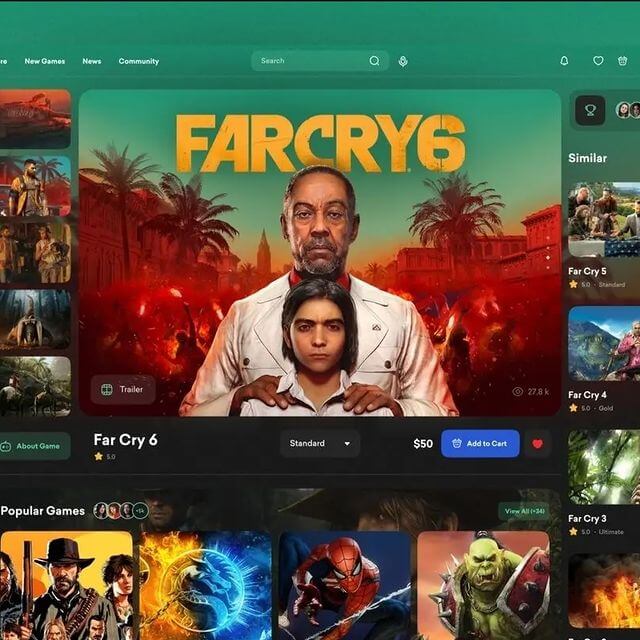 New Games
News
Community
Search
FARCRY6
Trailer
27,8 k
Similar
Far Cry 5
5.0 - Standard
Far Cry 4
5.0 - Gold
Far Cry 3
5.0 - Ultimate
About Game
Far Cry 6
5.0
Standard
$50
Add to Cart
Popular Games
View All (+34)